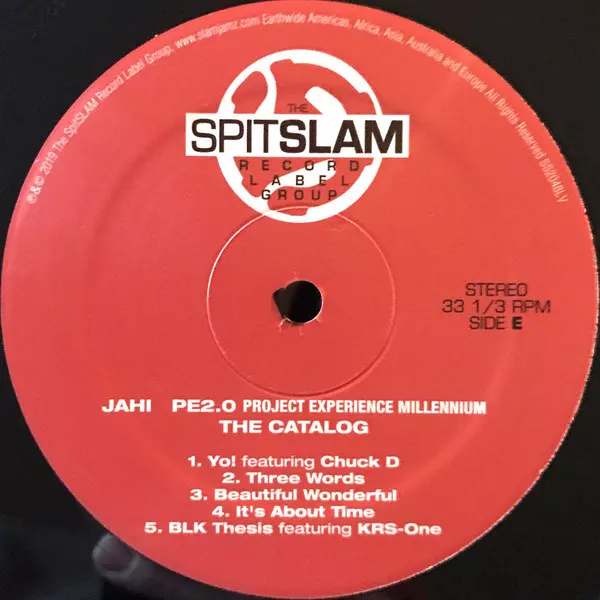 ℗ & © 2019 The SpitSLAM Record Label Group, www.slamjamz.com Earthwide Americas, Africa, Asia, Australia and Europe All Rights Reserved
THE
SPITSLAM
RECORD
LABEL
GROUP
STEREO
33 1/3 RPM
SIDE E
JAHI PE2.0 PROJECT EXPERIENCE MILLENNIUM
THE CATALOG
1. Yo! featuring Chuck D
2. Three Words
3. Beautiful Wonderful
4. It's About Time
5. BLK Thesis featuring KRS-One